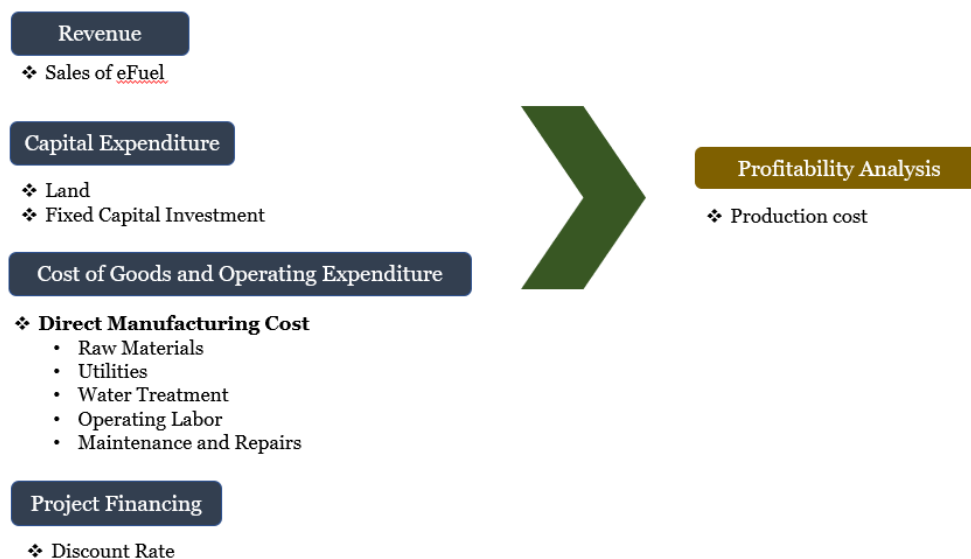 Revenue
❖ Sales of eFuel
Capital Expenditure
❖ Land
❖ Fixed Capital Investment
Cost of Goods and Operating Expenditure
❖ Direct Manufacturing Cost
• Raw Materials
• Utilities
• Water Treatment
• Operating Labor
• Maintenance and Repairs
Project Financing
❖ Discount Rate
Profitability Analysis
❖ Production cost